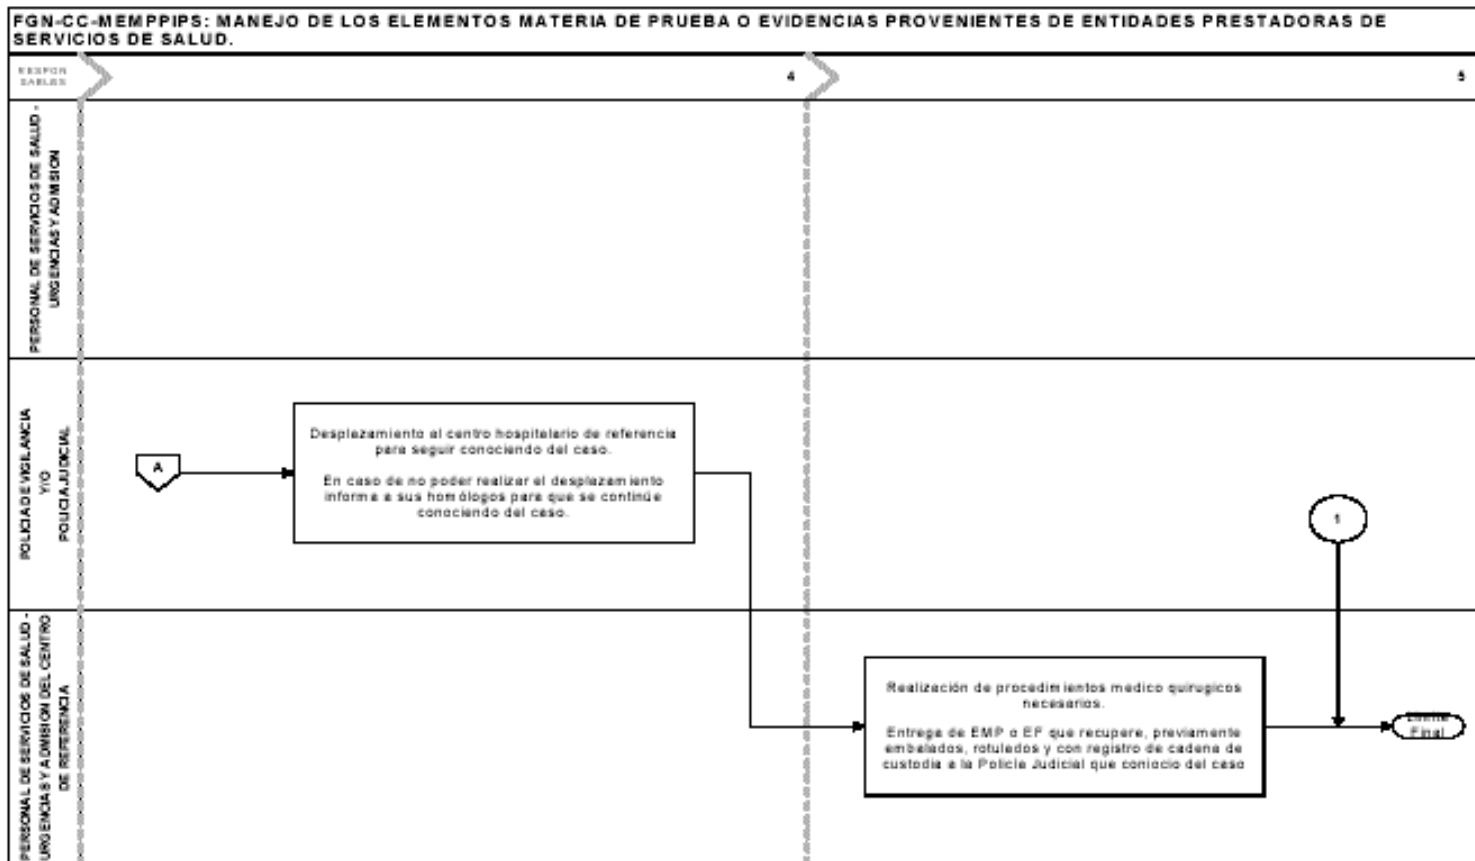 FGN-CC-MEMPPIPS: MANEJO DE LOS ELEMENTOS MATERIA DE PRUEBA O EVIDENCIAS PROVENIENTES DE ENTIDADES PRESTADORAS DE
SERVICIOS DE SALUD.
RESPON
SABLES
4
5
PERSONAL DE SERVICIOS DE SALUD -
URGENCIAS Y ADMISION
POLICIA DE VIGILANCIA
Y/O
POLICIA JUDICIAL
A
Desplazamiento al centro hospitalario de referencia
para seguir conociendo del caso.
En caso de no poder realizar el desplazamiento
informa a sus homólogos para que se continúe
conociendo del caso.
1
PERSONAL DE SERVICIOS DE SALUD -
URGENCIAS Y ADMISION DEL CENTRO
DE REFERENCIA
Realización de procedimientos medico quirugicos
necesarios.
Entrega de EMP o EF que recupere, previamente
embalados, rotulados y con registro de cadena de
custodia a la Policía Judicial que coniocio del caso
Final